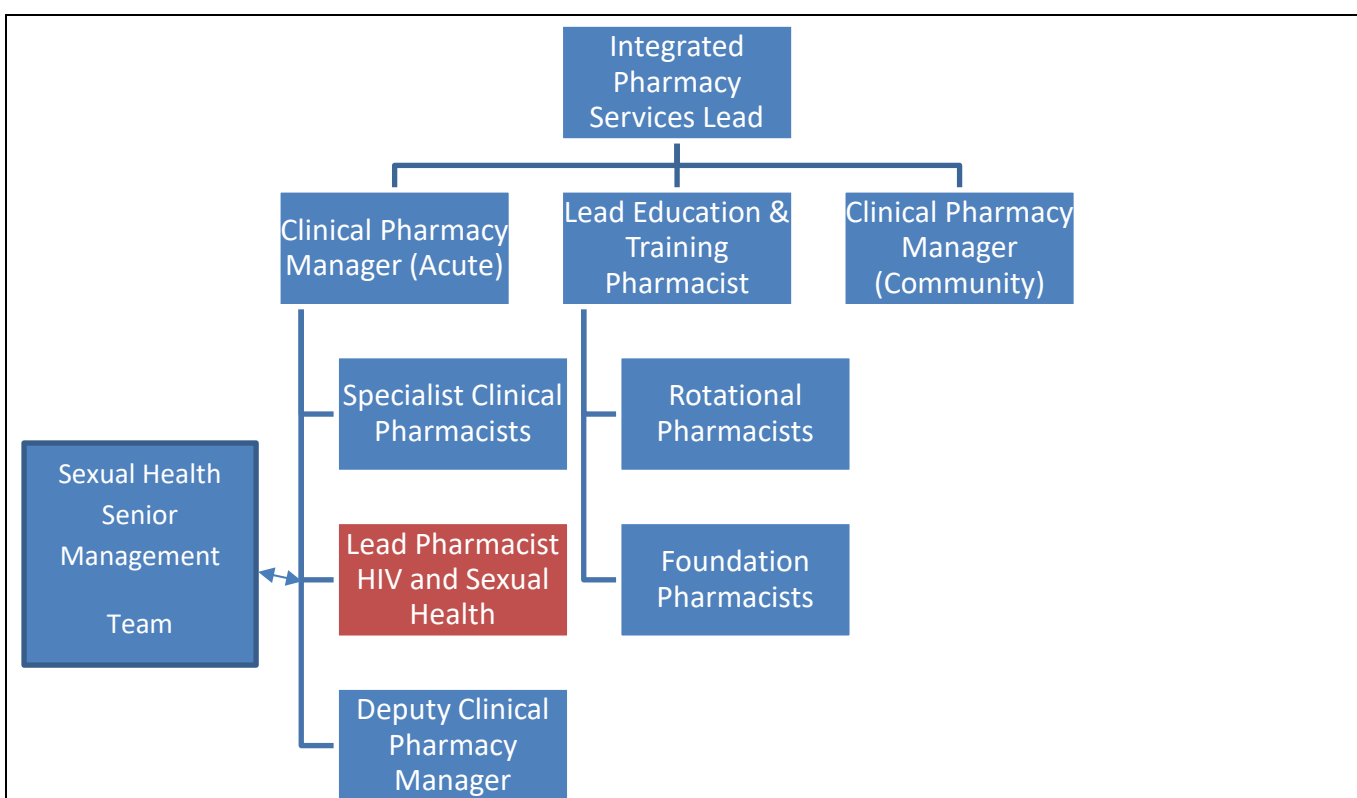 Integrated
Pharmacy
Services Lead
Clinical Pharmacy
Manager (Acute)
Lead Education &
Training
Pharmacist
Clinical Pharmacy
Manager
(Community)
Specialist Clinical
Pharmacists
Rotational
Pharmacists
Sexual Health
Senior
Management
Team
Lead Pharmacist
HIV and Sexual
Health
Foundation
Pharmacists
Deputy Clinical
Pharmacy
Manager